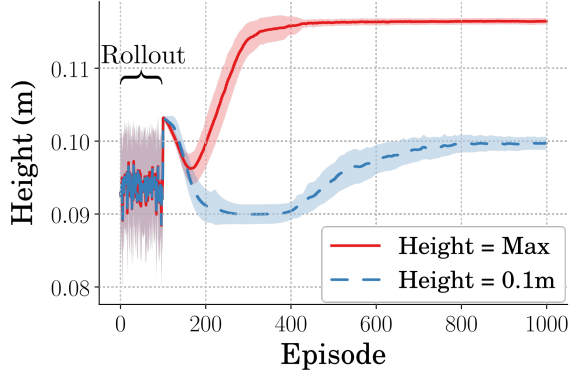 Rollout
Height (m)
0.11
0.10
0.09
0.08
Height = Max
Height = 0.1m
0 200 400 600 800 1000
Episode